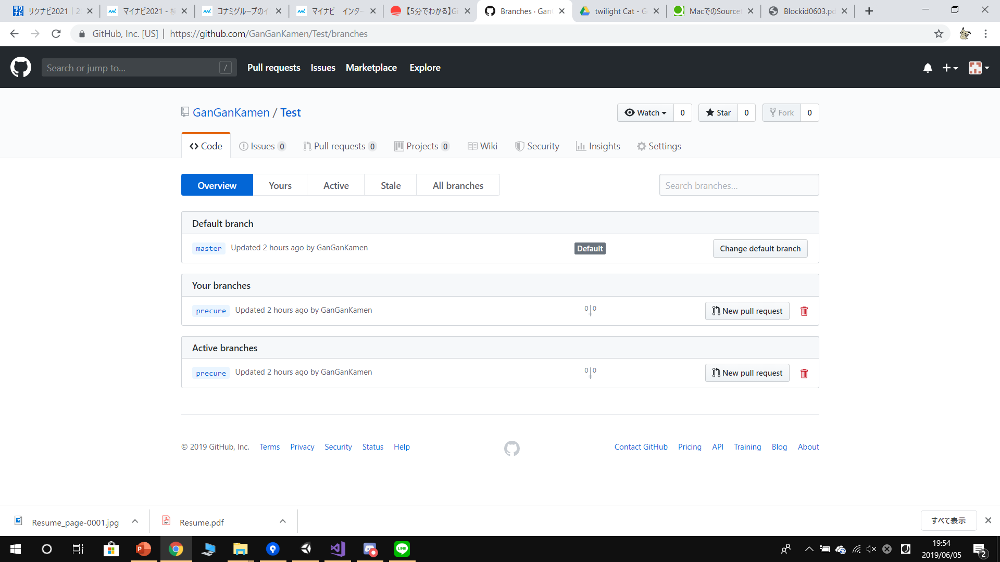 リクナビ2021 | 20
マイナビ2021 - 検
コナミグループのイ
マイナビ インター
【5分でわかる】Gi
Branches · Gan
twilight Cat - G
MacでのSourcet
Blockid0603.pd
GitHub, Inc. [US] | https://github.com/GanGanKamen/Test/branches
Search or jump to... /
Pull requests Issues Marketplace Explore
GanGanKamen / Test
Watch 0 Star 0 Fork 0
Code Issues 0 Pull requests 0 Projects 0 Wiki Security Insights Settings
Overview Yours Active Stale All branches Search branches...
Default branch
master Updated 2 hours ago by GanGanKamen Default Change default branch
Your branches
precure Updated 2 hours ago by GanGanKamen 0 | 0 New pull request
Active branches
precure Updated 2 hours ago by GanGanKamen 0 | 0 New pull request
© 2019 GitHub, Inc. Terms Privacy Security Status Help Contact GitHub Pricing API Training Blog About
Resume_page-0001.jpg Resume.pdf すべて表示
LINE
19:54
2019/06/05
2